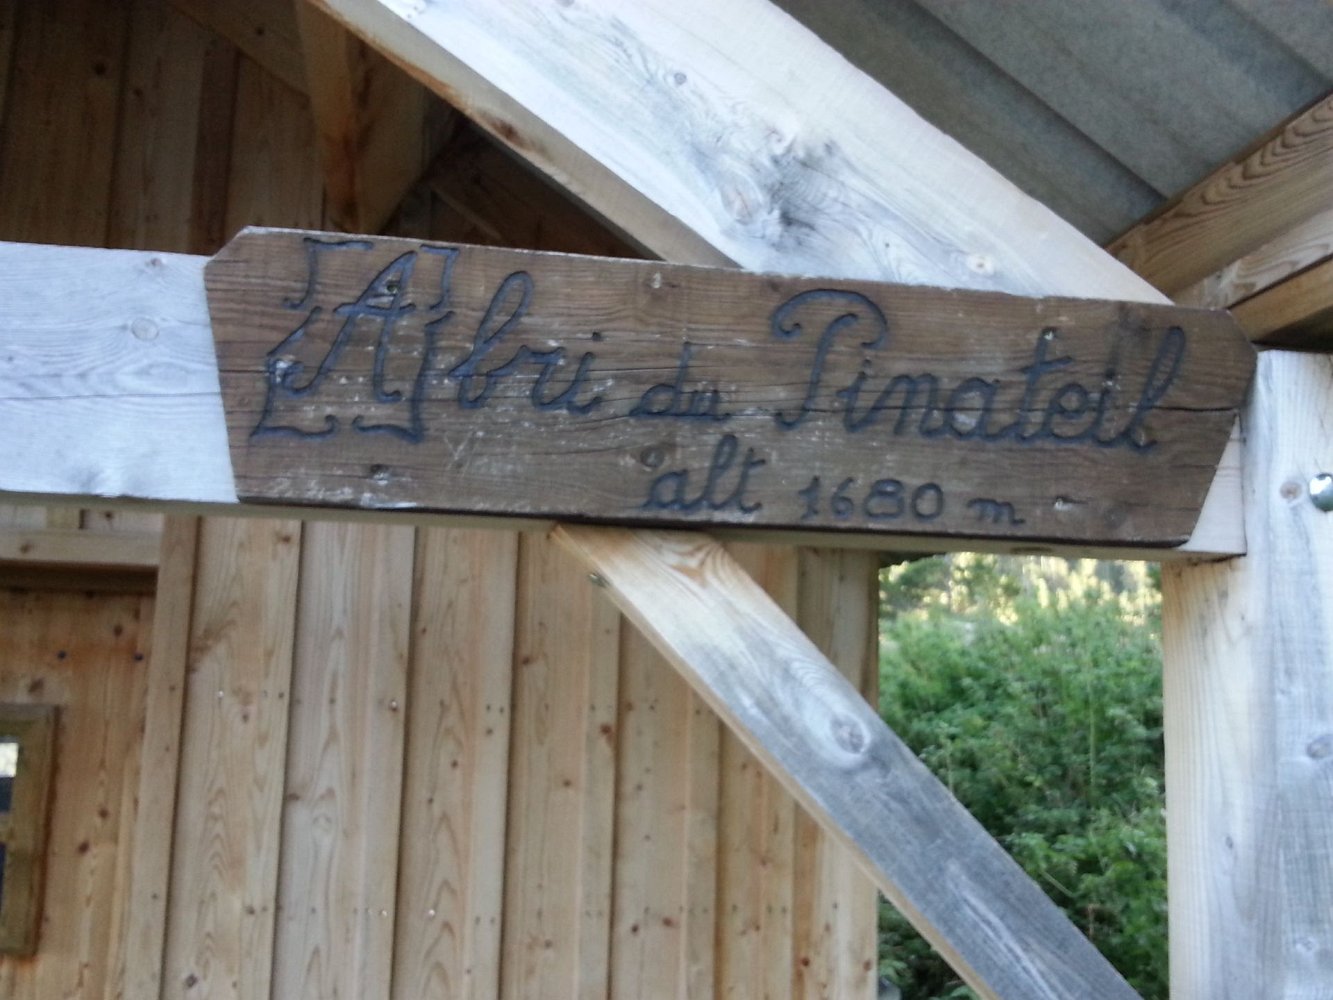 Abri du Pinateil
alt 1680 m